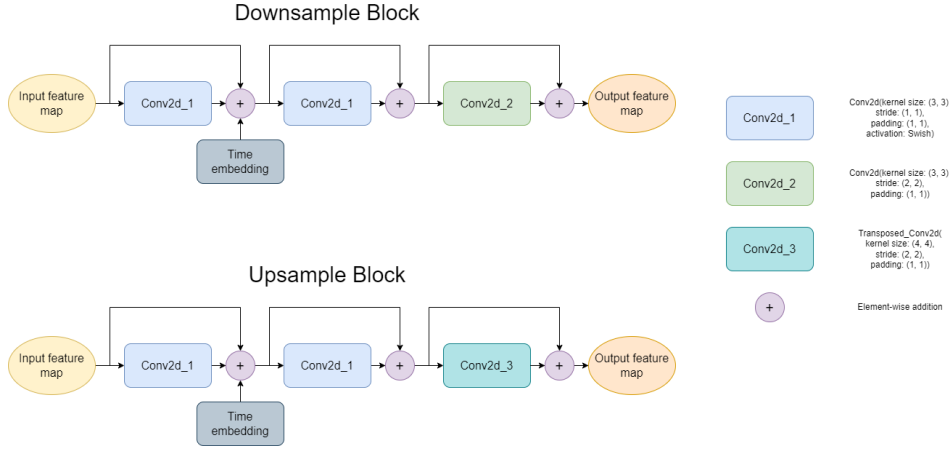 Downsample Block
Input feature
map
Conv2d_1
+
Conv2d_1
+
Conv2d_2
+
Output feature
map
Time
embedding
Upsample Block
Input feature
map
Conv2d_1
+
Conv2d_1
+
Conv2d_3
+
Output feature
map
Time
embedding
Conv2d_1
Conv2d(kernel size: (3, 3)
stride: (1, 1),
padding: (1, 1),
activation: Swish)
Conv2d_2
Conv2d(kernel size: (3, 3)
stride: (2, 2),
padding: (1, 1))
Conv2d_3
Transposed_Conv2d(
kernel size: (4, 4),
stride: (2, 2),
padding: (1, 1))
+
Element-wise addition